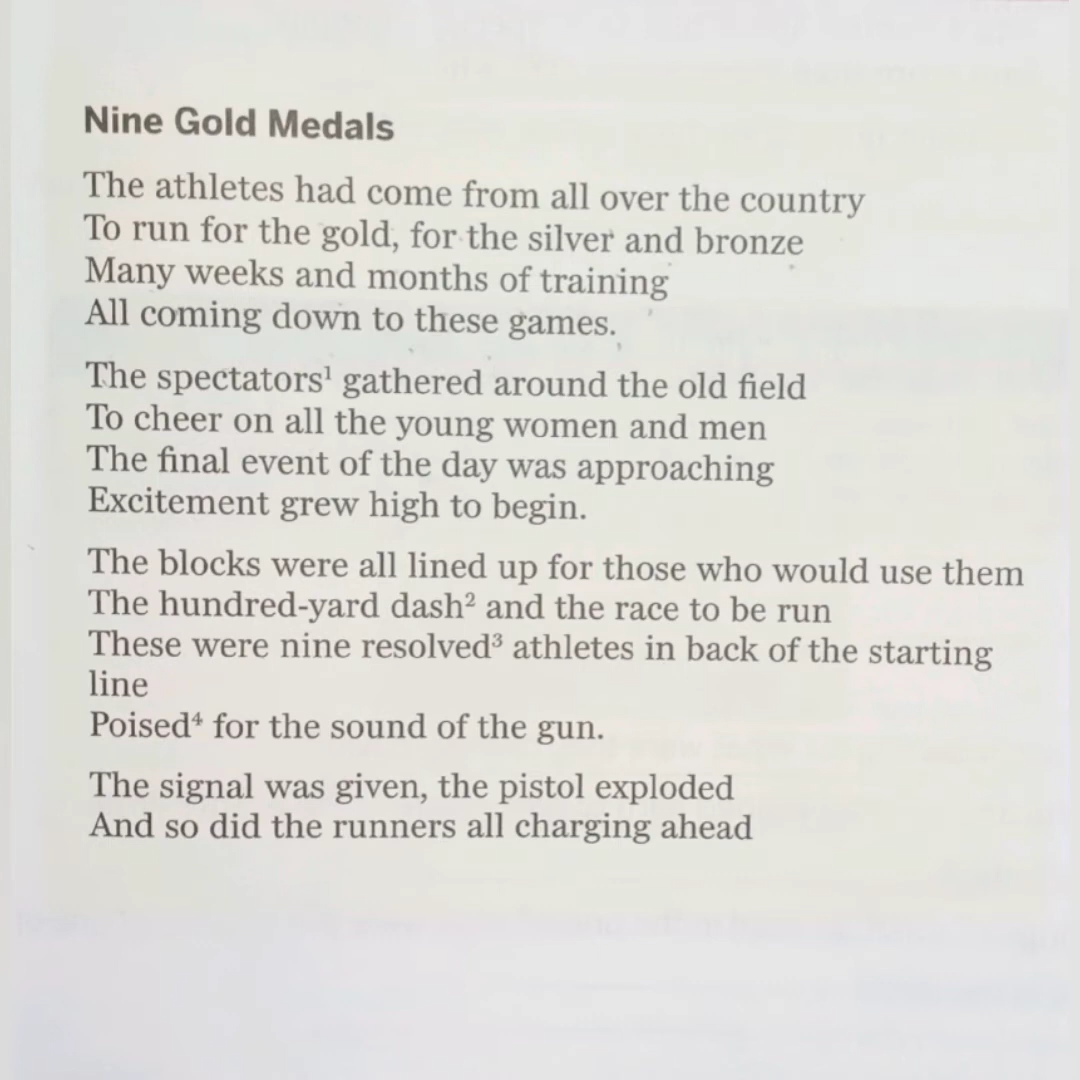 Nine Gold Medals
The athletes had come from all over the country
To run for the gold, for the silver and bronze
Many weeks and months of training
All coming down to these games.
The spectators¹ gathered around the old field
To cheer on all the young women and men
The final event of the day was approaching
Excitement grew high to begin.
The blocks were all lined up for those who would use them
The hundred-yard dash² and the race to be run
These were nine resolved³ athletes in back of the starting
line
Poised⁴ for the sound of the gun.
The signal was given, the pistol exploded
And so did the runners all charging ahead